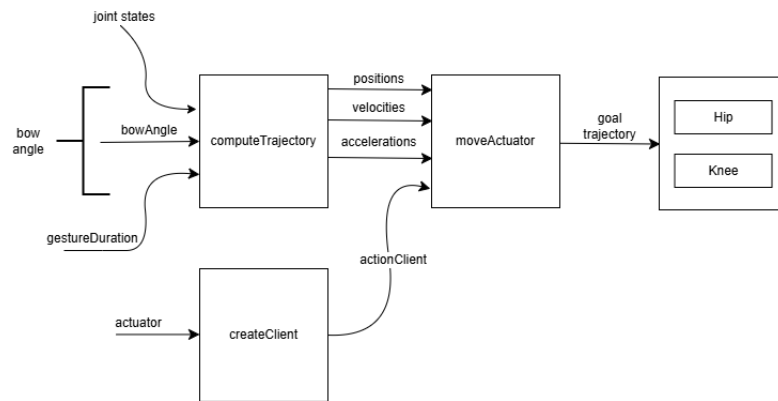 joint states
bow
angle
bowAngle
gestureDuration
computeTrajectory
positions
velocities
accelerations
moveActuator
goal
trajectory
Hip
Knee
actionClient
actuator
createClient